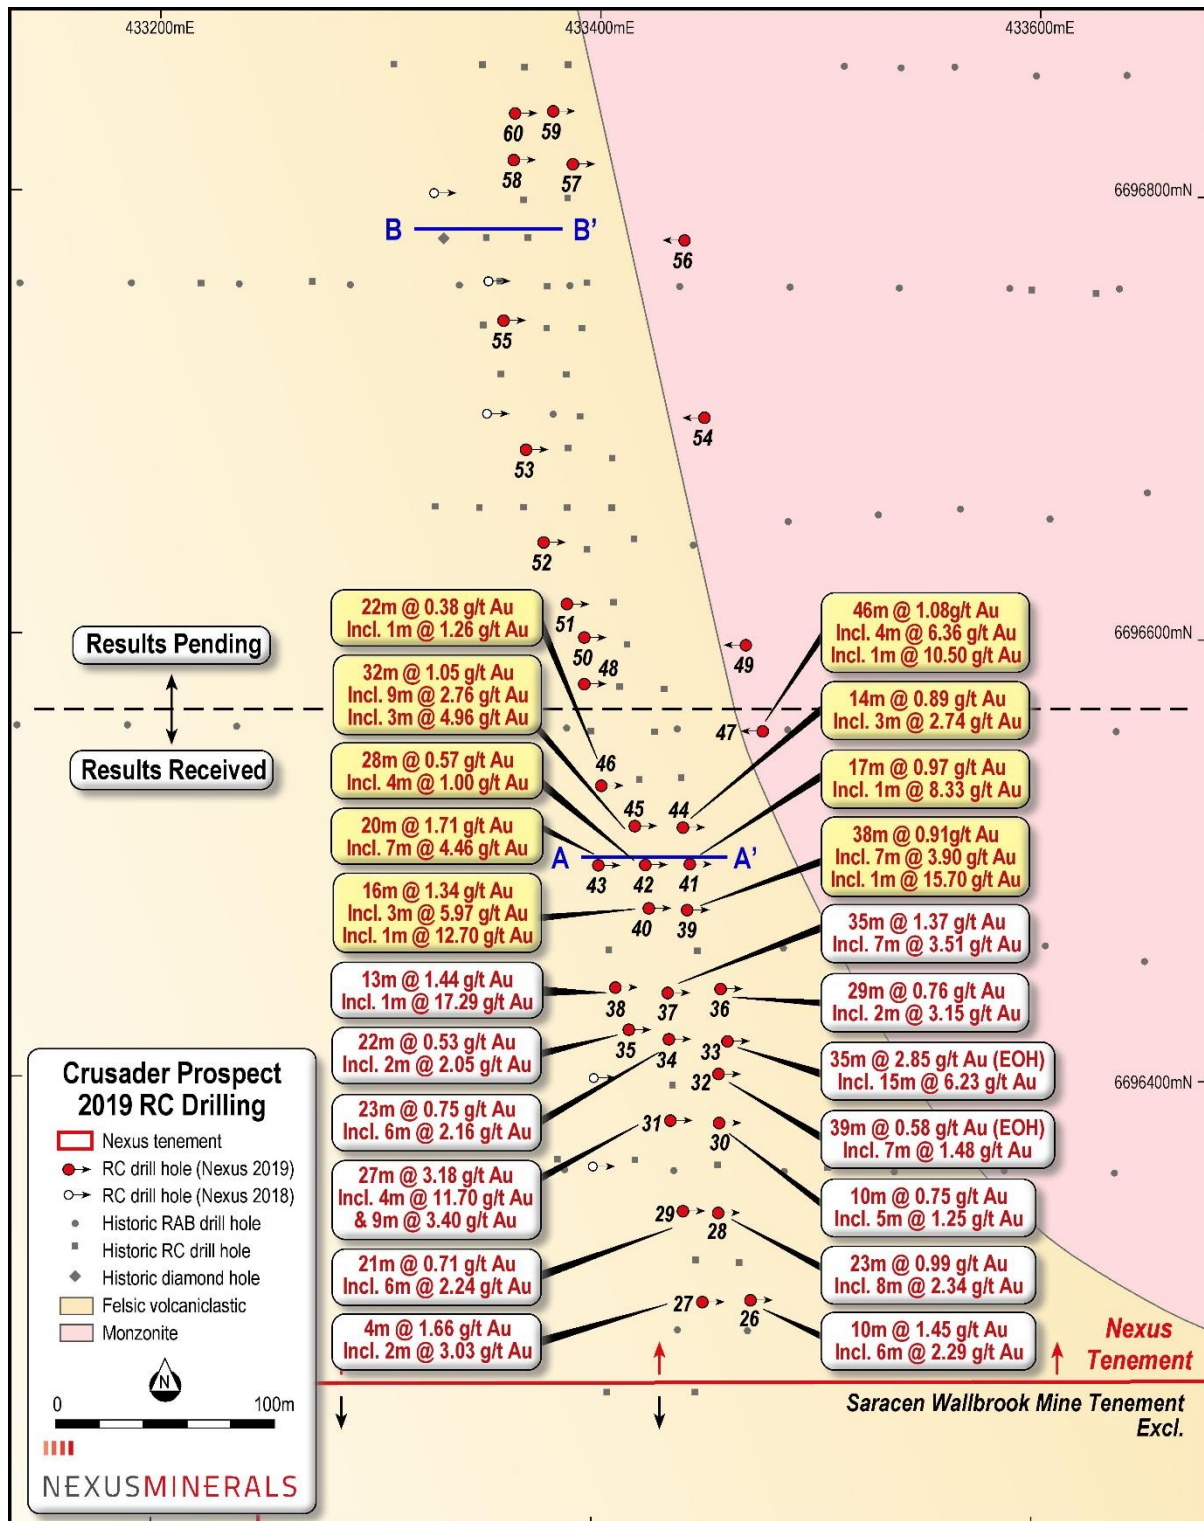 433200mE
433400mE
433600mE
60
59
58
57
6696800mN
B
B'
56
55
54
53
52
51
50
48
49
6696600mN
Results Pending
Results Received
22m @ 0.38 g/t Au
Incl. 1m @ 1.26 g/t Au
32m @ 1.05 g/t Au
Incl. 9m @ 2.76 g/t Au
Incl. 3m @ 4.96 g/t Au
28m @ 0.57 g/t Au
Incl. 4m @ 1.00 g/t Au
20m @ 1.71 g/t Au
Incl. 7m @ 4.46 g/t Au
16m @ 1.34 g/t Au
Incl. 3m @ 5.97 g/t Au
Incl. 1m @ 12.70 g/t Au
13m @ 1.44 g/t Au
Incl. 1m @ 17.29 g/t Au
22m @ 0.53 g/t Au
Incl. 2m @ 2.05 g/t Au
23m @ 0.75 g/t Au
Incl. 6m @ 2.16 g/t Au
27m @ 3.18 g/t Au
Incl. 4m @ 11.70 g/t Au
& 9m @ 3.40 g/t Au
21m @ 0.71 g/t Au
Incl. 6m @ 2.24 g/t Au
4m @ 1.66 g/t Au
Incl. 2m @ 3.03 g/t Au
47
46
45
44
A
A'
43
42
41
40
39
38
37
36
35
34
33
32
31
30
29
28
27
26
46m @ 1.08g/t Au
Incl 4m @ 6.36 g/t Au
Incl 1m @ 10.50 g/t Au
14m @ 0.89 g/t Au
Incl. 3m @ 2.74 g/t Au
17m @ 0.97 g/t Au
Incl. 1m @ 8.33 g/t Au
38m @ 0.91g/t Au
Incl. 7m @ 3.90 g/t Au
Incl. 1m @ 15.70 g/t Au
35m @ 1.37 g/t Au
Incl. 7m @ 3.51 g/t Au
29m @ 0.76 g/t Au
Incl. 2m @ 3.15 g/t Au
35m @ 2.85 g/t Au (EOH)
Incl. 15m @ 6.23 g/t Au
6696400mN
39m @ 0.58 g/t Au (EOH)
Incl. 7m @ 1.48 g/t Au
10m @ 0.75 g/t Au
Incl. 5m @ 1.25 g/t Au
23m @ 0.99 g/t Au
Incl. 8m @ 2.34 g/t Au
10m @ 1.45 g/t Au
Incl. 6m @ 2.29 g/t Au
Nexus
Tenement
Saracen Wallbrook Mine Tenement
Excl.
Crusader Prospect
2019 RC Drilling
Nexus tenement
RC drill hole (Nexus 2019)
RC drill hole (Nexus 2018)
Historic RAB drill hole
Historic RC drill hole
Historic diamond hole
Felsic volcaniclastic
Monzonite
N
0
100m
NEXUSMINERALS